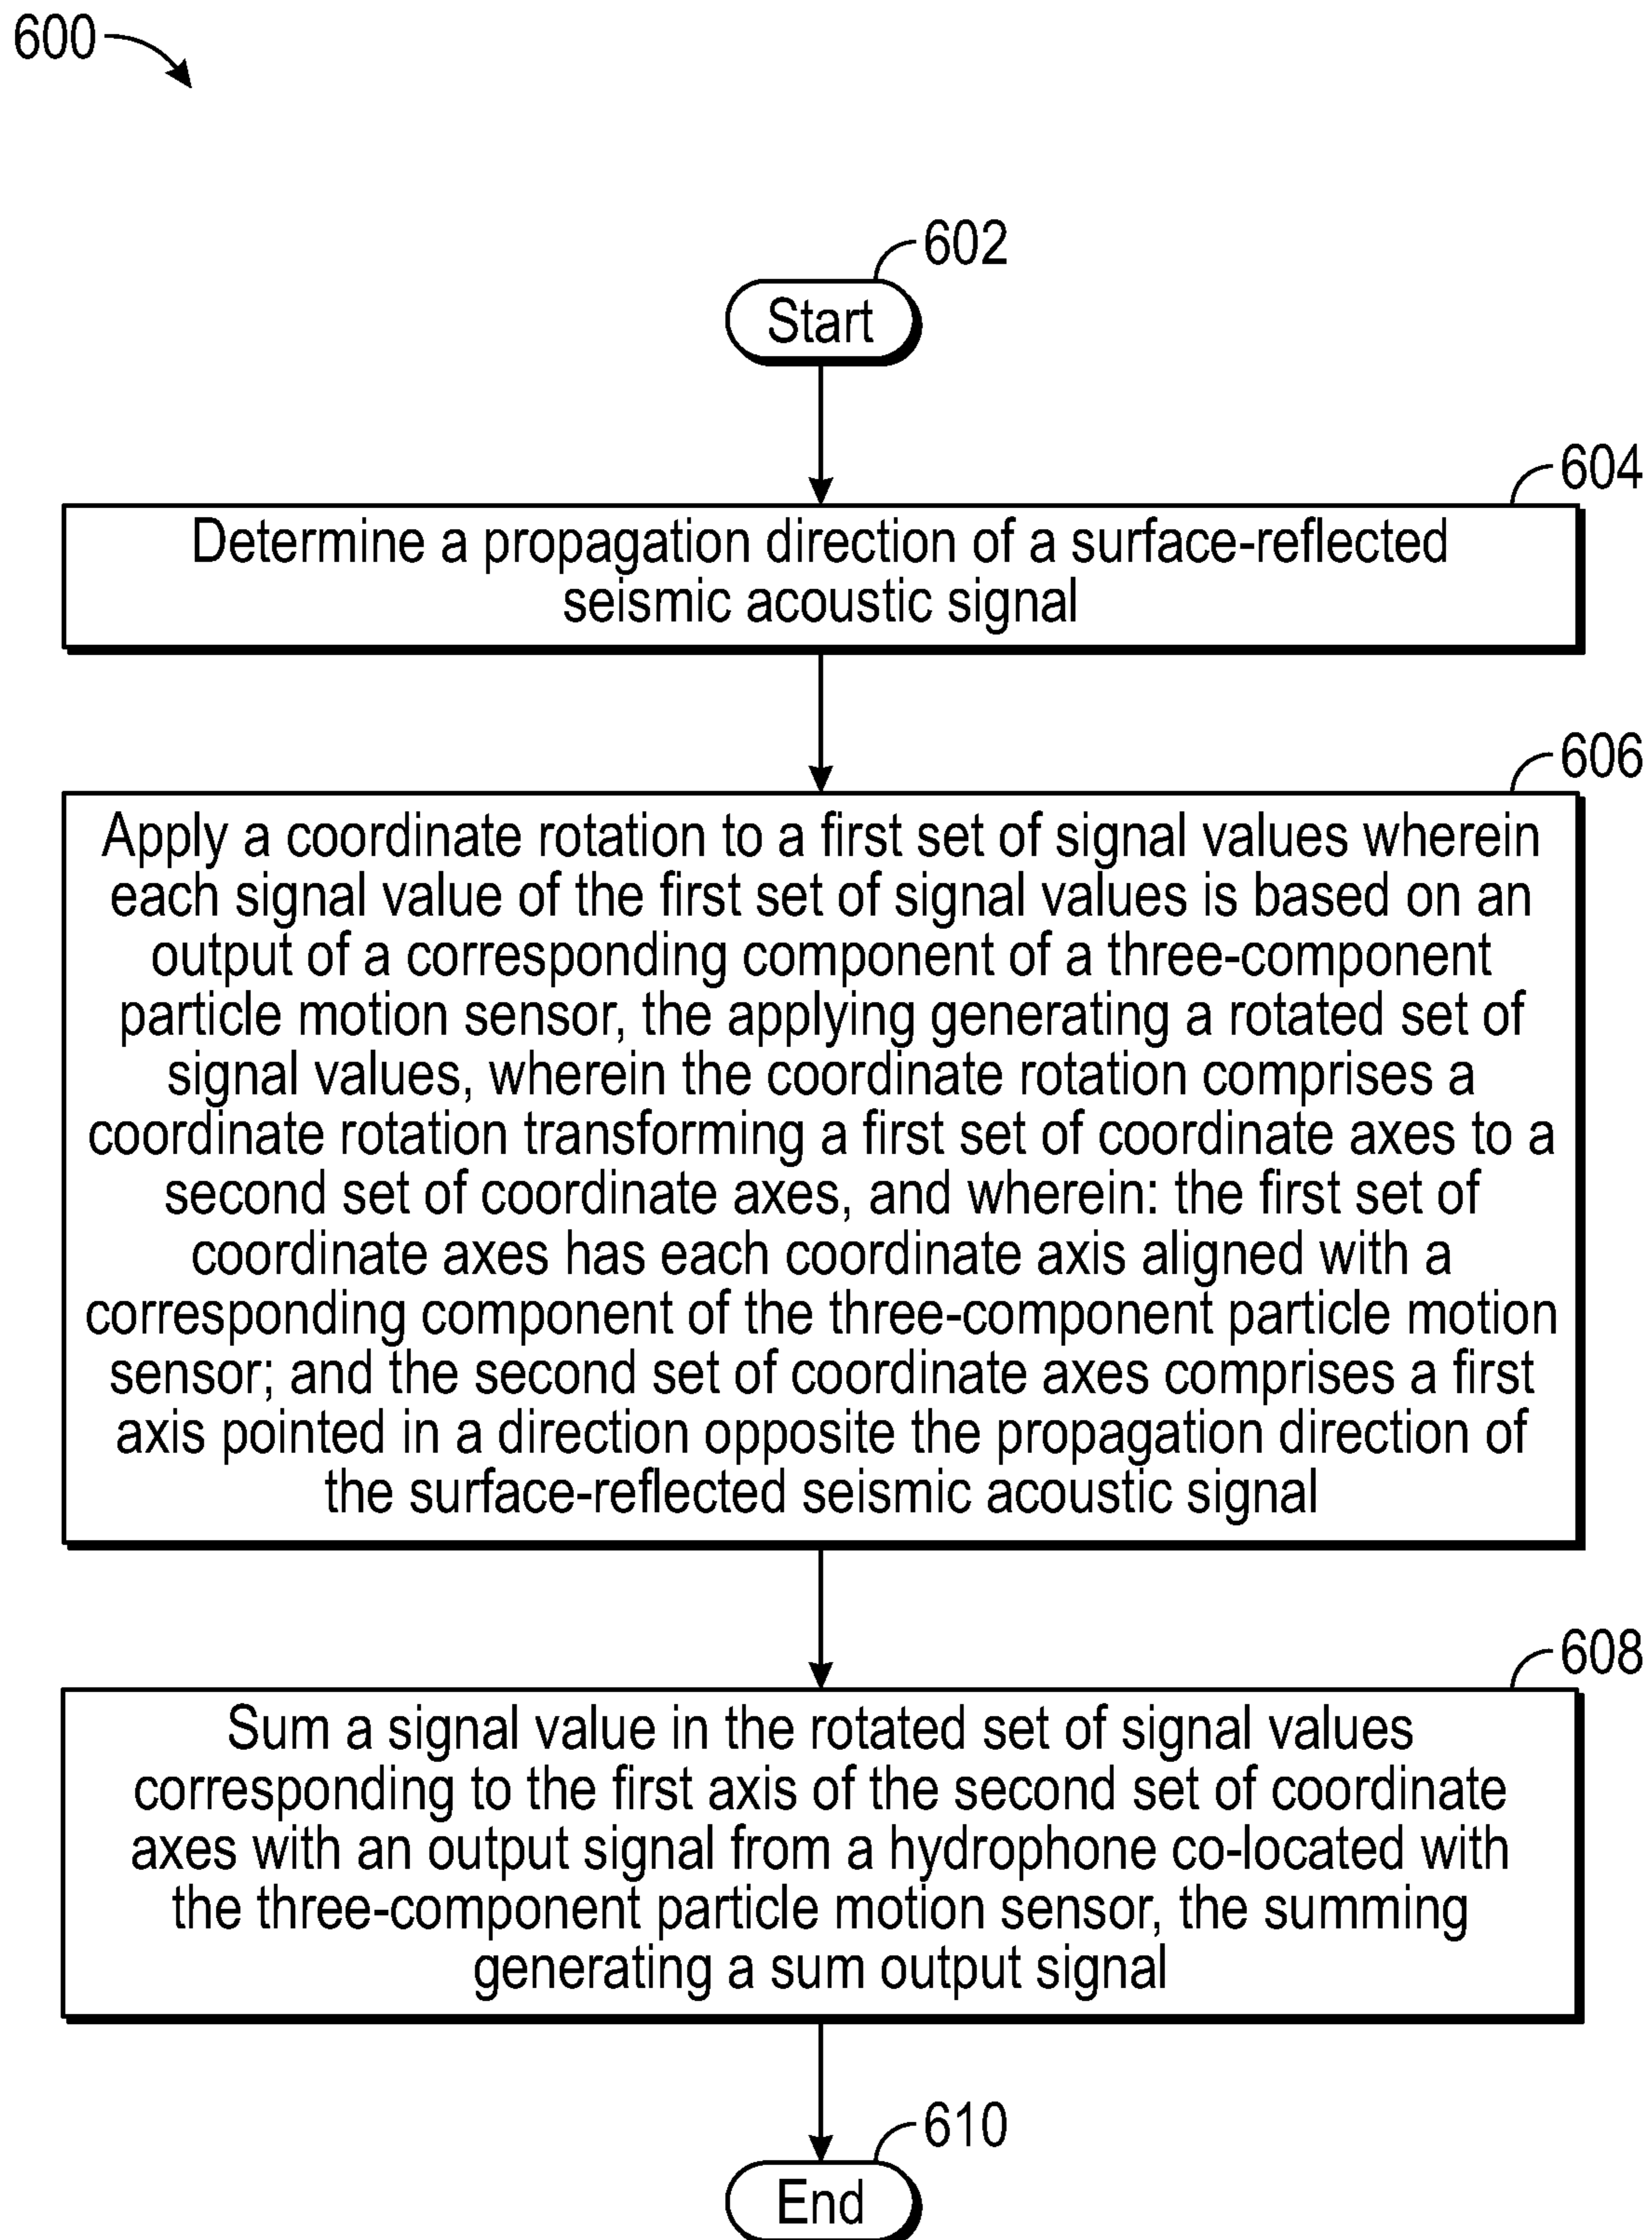 600
602
Start
604
Determine a propagation direction of a surface-reflected
seismic acoustic signal
606
Apply a coordinate rotation to a first set of signal values wherein
each signal value of the first set of signal values is based on an
output of a corresponding component of a three-component
particle motion sensor, the applying generating a rotated set of
signal values, wherein the coordinate rotation comprises a
coordinate rotation transforming a first set of coordinate axes to a
second set of coordinate axes, and wherein: the first set of
coordinate axes has each coordinate axis aligned with a
corresponding component of the three-component particle motion
sensor; and the second set of coordinate axes comprises a first
axis pointed in a direction opposite the propagation direction of
the surface-reflected seismic acoustic signal
608
Sum a signal value in the rotated set of signal values
corresponding to the first axis of the second set of coordinate
axes with an output signal from a hydrophone co-located with
the three-component particle motion sensor, the summing
generating a sum output signal
610
End